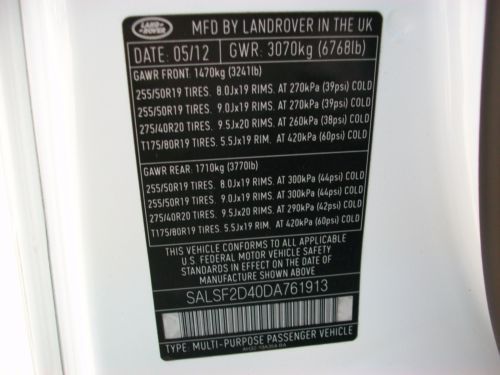 LAND ROVER
MFD BY LANDROVER IN THE UK
DATE: 05/12 GWR: 3070kg (6768lb)
GAWR FRONT: 1470kg (3241lb)
255/50R19 TIRES. 8.0Jx19 RIMS. AT 270kPa (39psi) COLD
255/50R19 TIRES. 9.0Jx19 RIMS. AT 270kPa (39psi) COLD
275/40R20 TIRES. 9.5Jx20 RIMS. AT 260kPa (38psi) COLD
T175/80R19 TIRES. 5.5Jx19 RIM. AT 420kPa (60psi) COLD
GAWR REAR: 1710kg (3770lb)
255/50R19 TIRES. 8.0Jx19 RIMS. AT 300kPa (44psi) COLD
255/50R19 TIRES. 9.0Jx19 RIMS. AT 300kPa (44psi) COLD
275/40R20 TIRES. 9.5Jx20 RIMS. AT 290kPa (42psi) COLD
T175/80R19 TIRES. 5.5Jx19 RIM. AT 420kPa (60psi) COLD
THIS VEHICLE CONFORMS TO ALL APPLICABLE
U.S. FEDERAL MOTOR VEHICLE SAFETY
STANDARDS IN EFFECT ON THE DATE OF
MANUFACTURE SHOWN ABOVE
SALSF2D40DA761913
TYPE: MULTI-PURPOSE PASSENGER VEHICLE